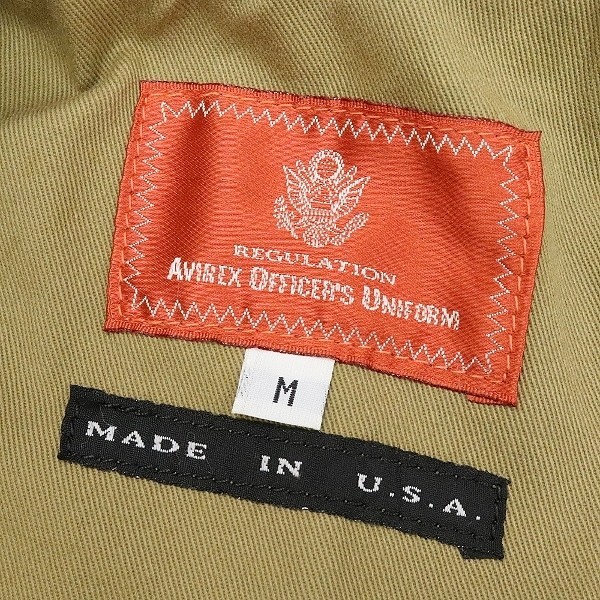 REGULATION
AVIREX OFFICER'S UNIFORM
M
MADE IN U.S.A.